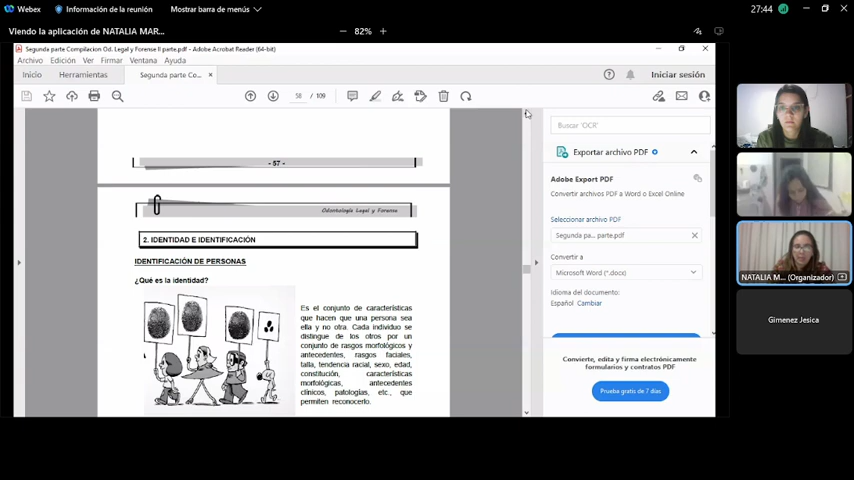 Webex
Información de la reunión
Mostrar barra de menús
27:44
Viendo la aplicación de NATALIA MAR...
82%
Segunda parte Compilacion Od. Legal y Forense II parte.pdf - Adobe Acrobat Reader (64-bit)
Archivo Edición Ver Firmar Ventana Ayuda
Inicio Herramientas Segunda parte Co... × Iniciar sesión
58 / 109
- 57 -
Odontología Legal y Forense
2. IDENTIDAD E IDENTIFICACIÓN
IDENTIFICACIÓN DE PERSONAS
¿Qué es la identidad?
Es el conjunto de características
que hacen que una persona sea
ella y no otra. Cada individuo se
distingue de los otros por un
conjunto de rasgos morfológicos y
antecedentes, rasgos faciales,
talla, tendencia racial, sexo, edad,
constitución, características
morfológicas, antecedentes
clínicos, patologías, etc., que
permiten reconocerlo.
Buscar 'OCR'
Exportar archivo PDF
Adobe Export PDF
Convertir archivos PDF a Word o Excel Online
Seleccionar archivo PDF
Segunda pa... parte.pdf
Convertir a
Microsoft Word (*.docx)
Idioma del documento:
Español Cambiar
Convierte, edita y firma electrónicamente
formularios y contratos PDF
Prueba gratis de 7 días
NATALIA M... (Organizador)
Gimenez Jesica